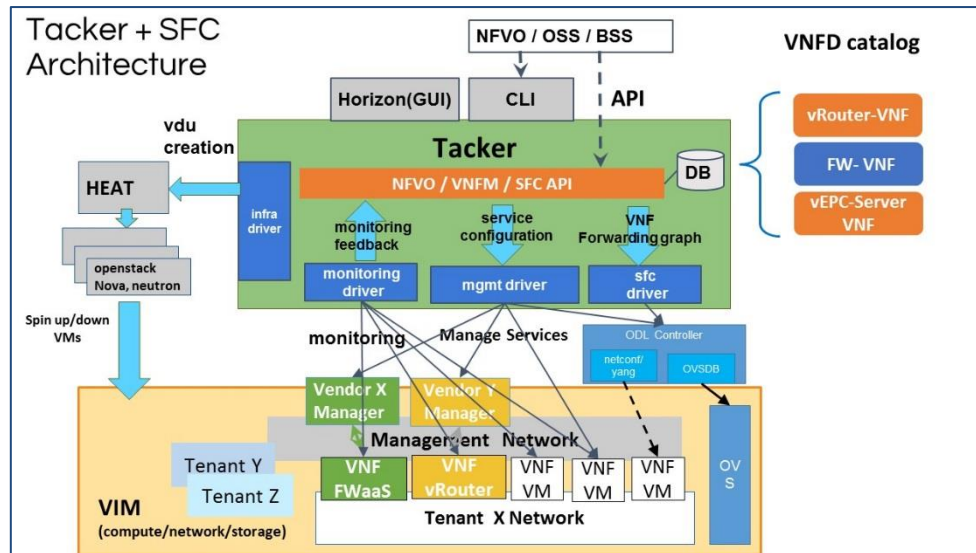 Tacker + SFC
Architecture
NFVO / OSS / BSS
VNFD catalog
Horizon(GUI)
CLI
API
vdu
creation
Tacker
vRouter-VNF
FW- VNF
vEPC-Server
VNF
HEAT
NFVO / VNFM / SFC API
DB
infra
driver
monitoring
feedback
service
configuration
VNF
Forwarding graph
openstack
Nova, neutron
monitoring
driver
mgmt driver
sfc
driver
Spin up/down
VMs
monitoring
Manage Services
ODL Controller
netconf/
yang
OVSDB
Vendor X
Manager
Vendor Y
Manager
Management Network
Tenant Y
Tenant Z
VNF
FWaaS
VNF
vRouter
VNF
VM
VNF
VM
VNF
VM
OV
S
VIM
(compute/network/storage)
Tenant X Network